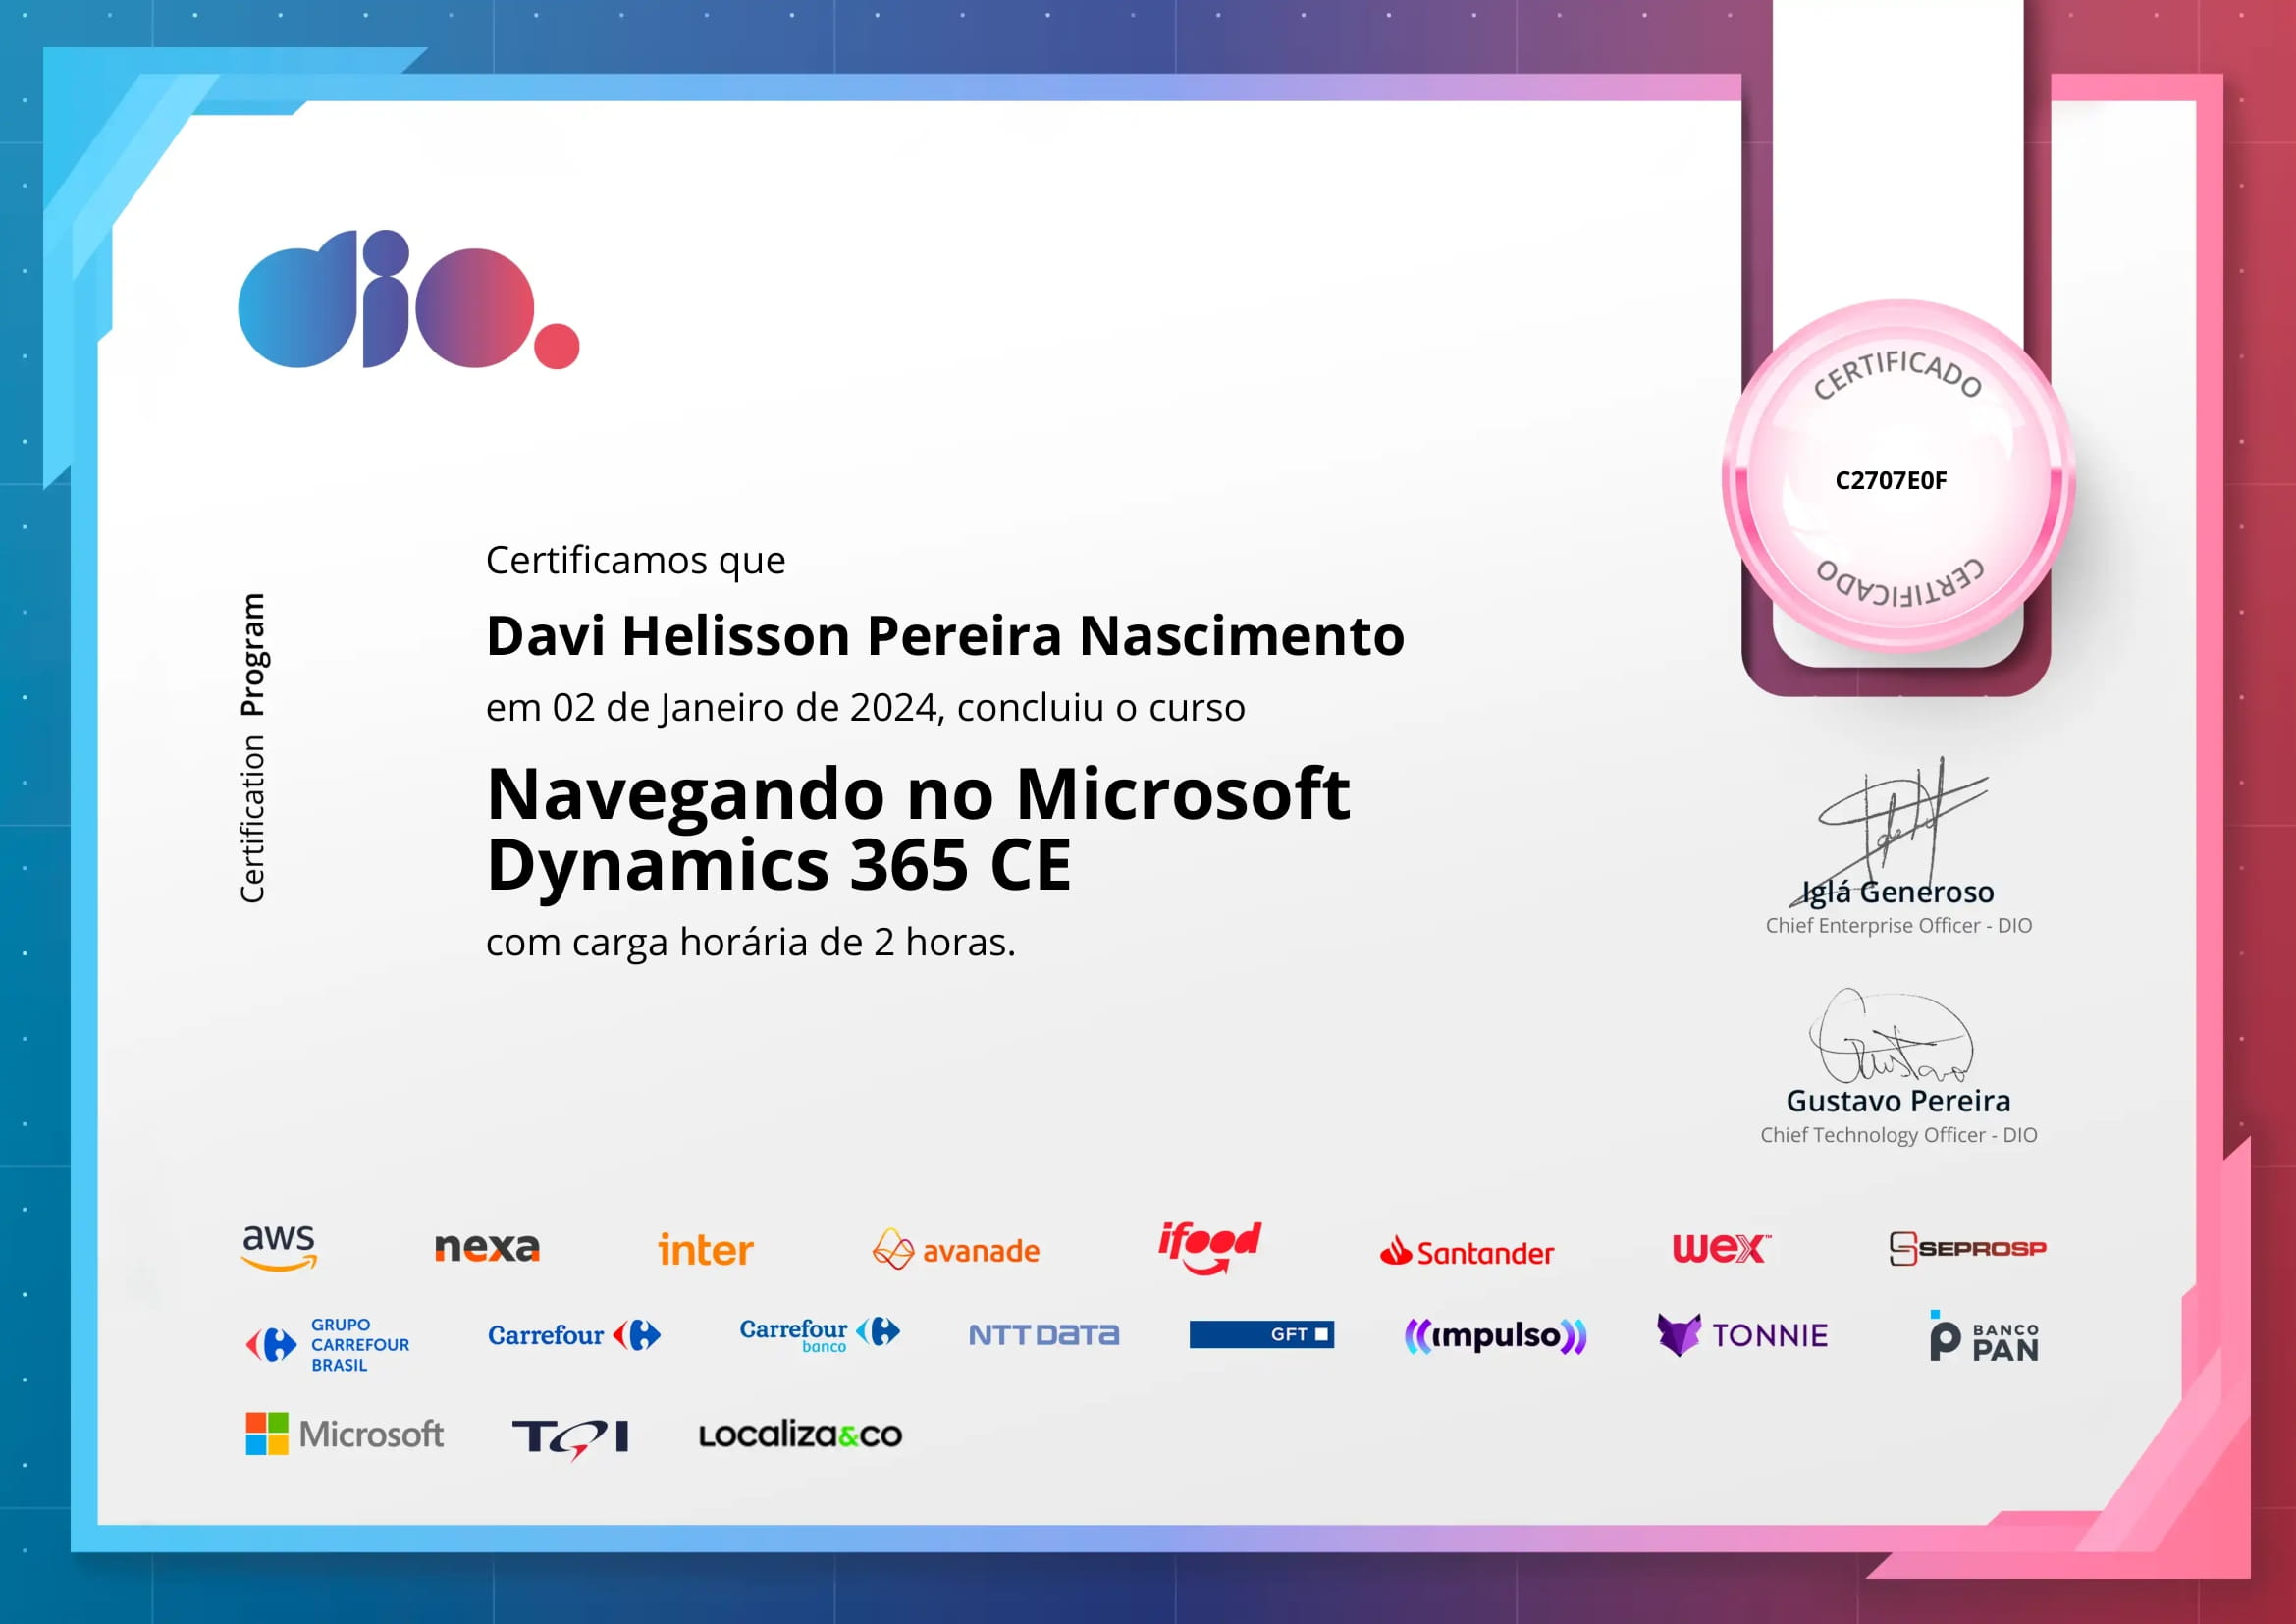 dio.
CERTIFICADO
C2707E0F
CERTIFICADO
Certification Program
Certificamos que
Davi Helisson Pereira Nascimento
em 02 de Janeiro de 2024, concluiu o curso
Navegando no Microsoft
Dynamics 365 CE
com carga horária de 2 horas.
Iglá Generoso
Chief Enterprise Officer - DIO
Gustavo
Gustavo Pereira
Chief Technology Officer - DIO
aws nexa inter avanade ifood Santander wex™ SEPROSP
GRUPO
CARREFOUR
BRASIL
Carrefour
Carrefour
banco
NTT DATA
GFT
impulso
TONNIE
BANCO
PAN
Microsoft TQI Localiza&co